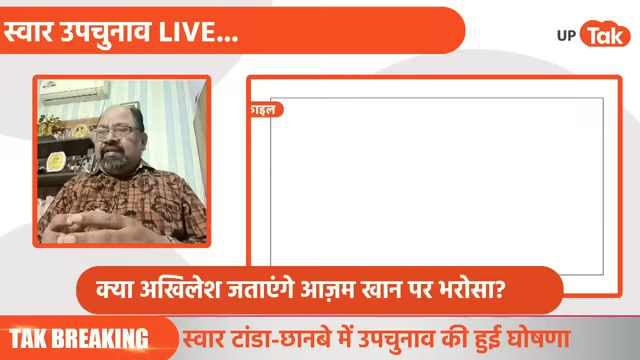 स्वार उपचुनाव LIVE...
UP Tak
क्या अखिलेश जताएंगे आज़म खान पर भरोसा?
TAK BREAKING
स्वार टांडा-छानबे में उपचुनाव की हुई घोषणा